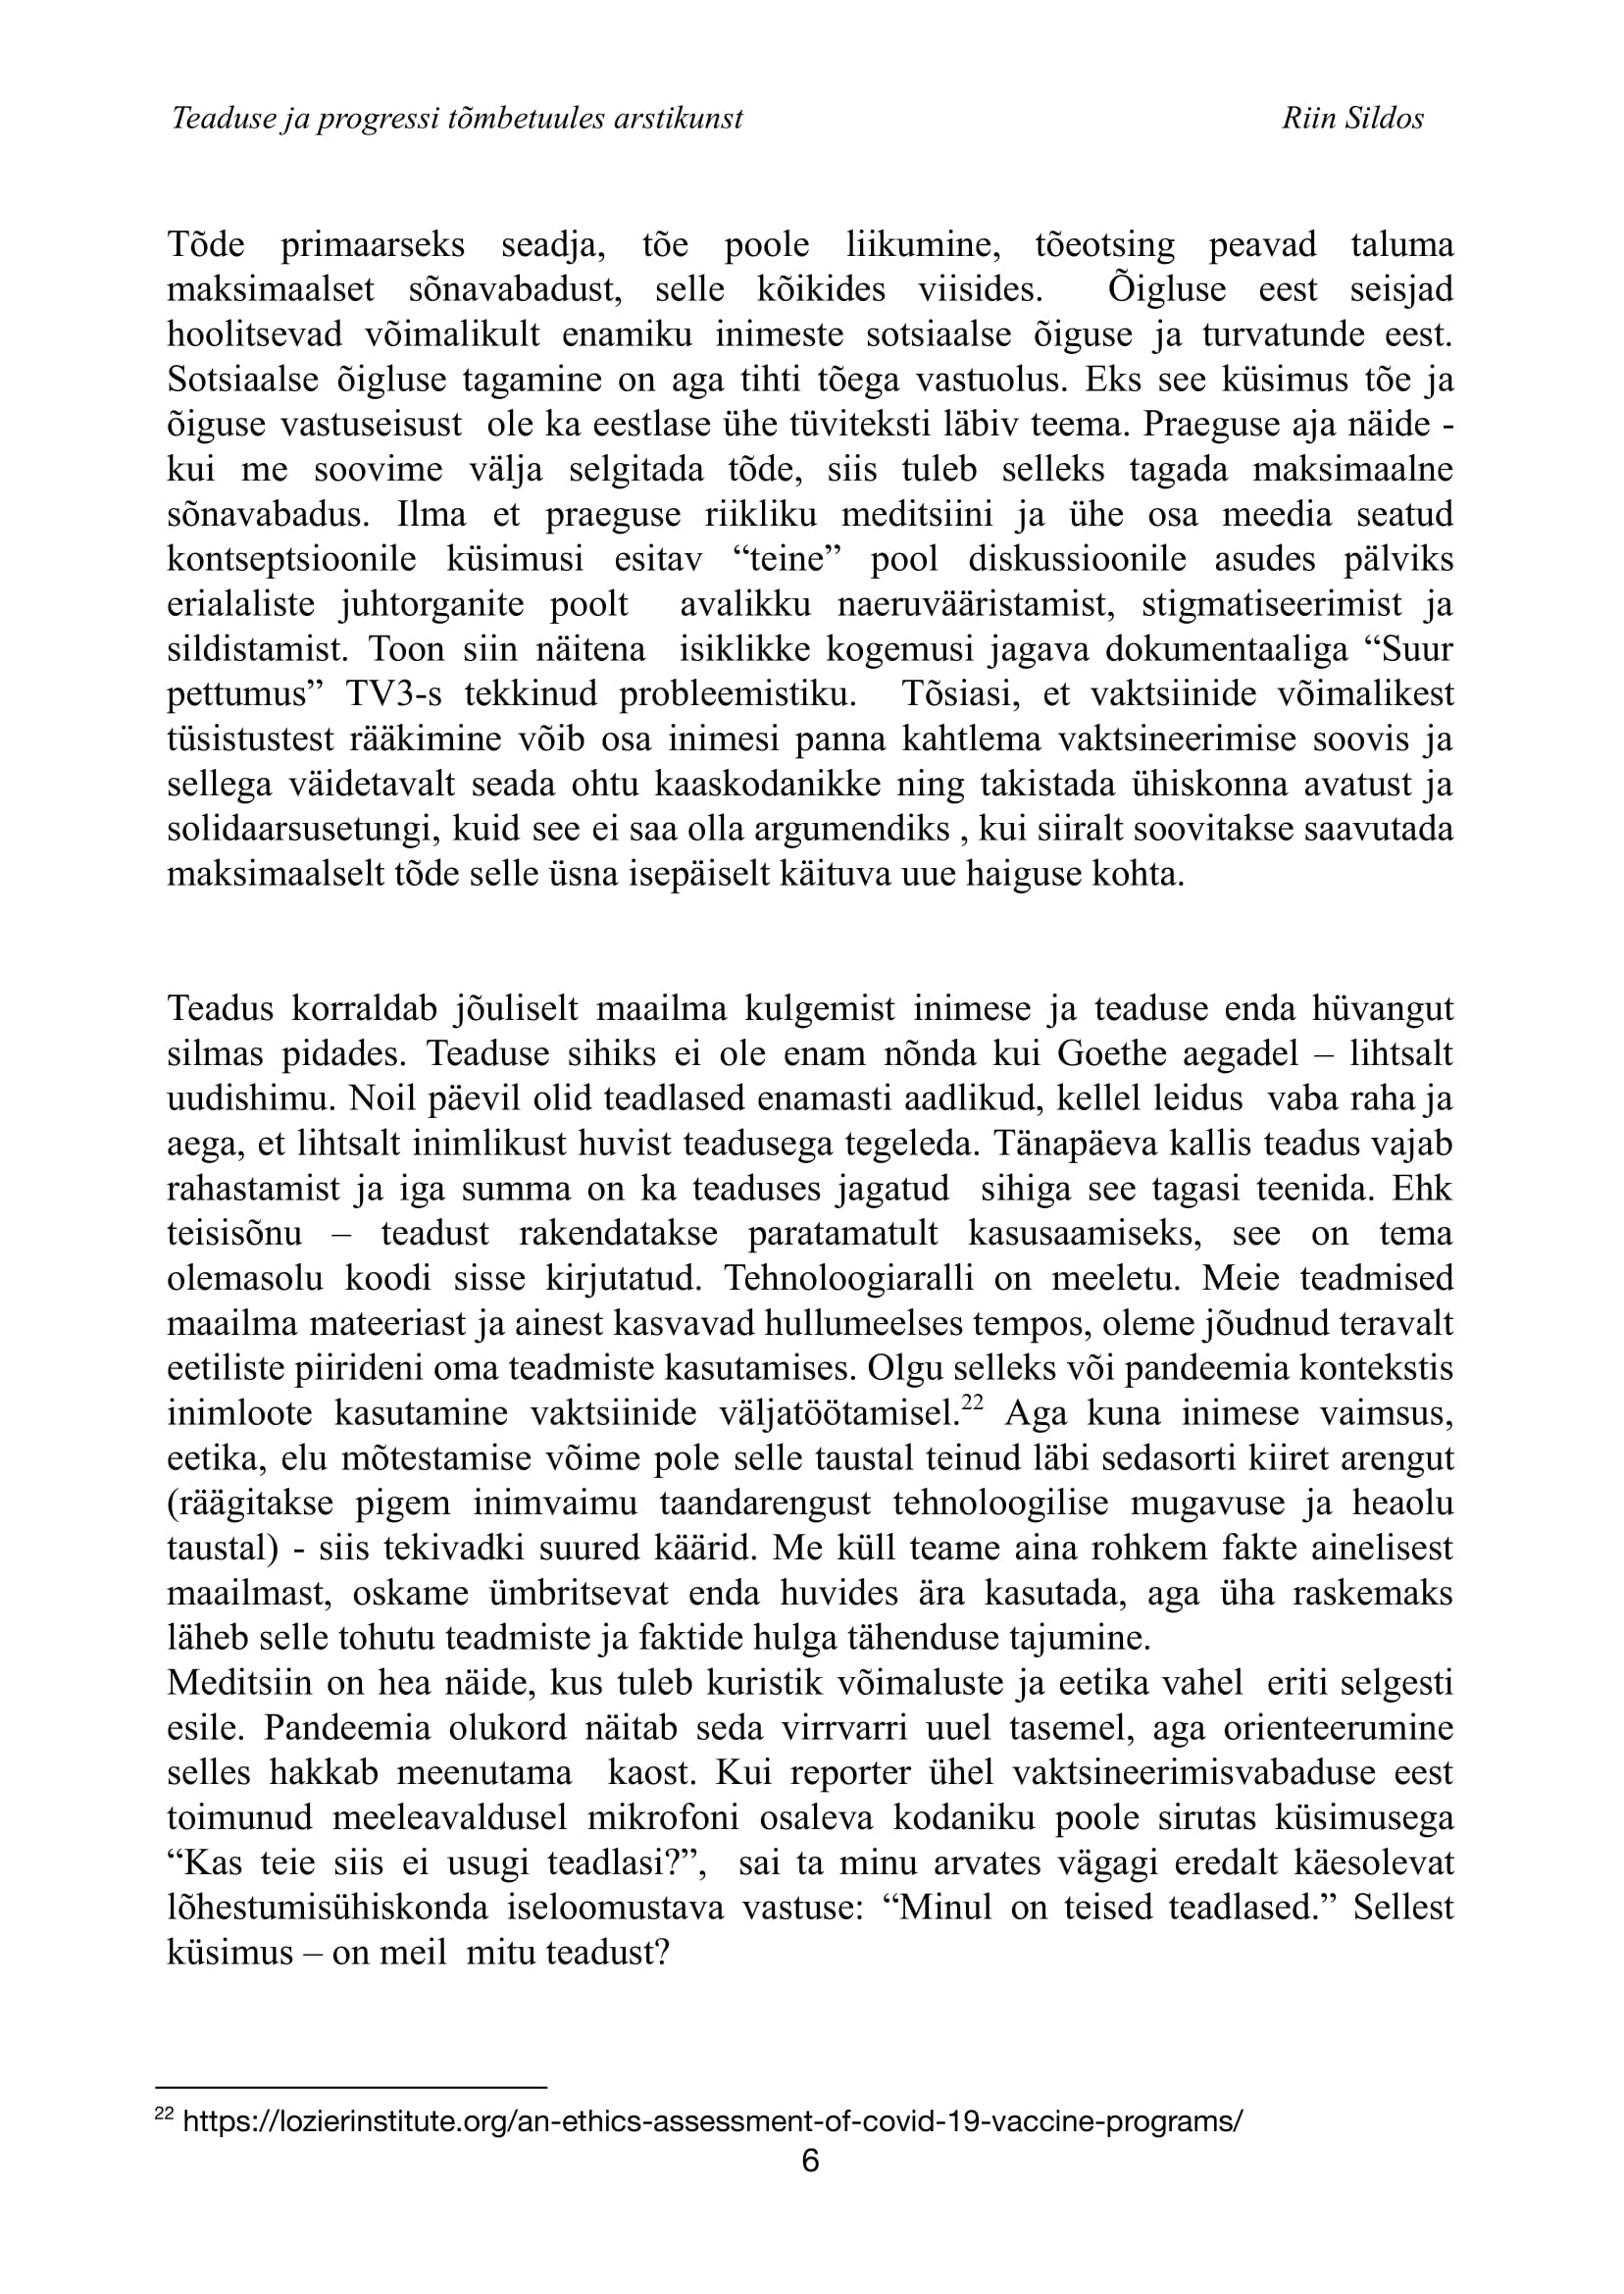 Teaduse ja progressi tõmbetuules arstikunst Riin Sildos
Tõde primaarseks seadja, tõe poole liikumine, tõeotsing peavad taluma
maksimaalset sõnavabadust, selle kõikides viisides. Õigluse eest seisjad
hoolitsevad võimalikult enamiku inimeste sotsiaalse õiguse ja turvatunde eest.
Sotsiaalse õigluse tagamine on aga tihti tõega vastuolus. Eks see küsimus tõe ja
õiguse vastuseisust ole ka eestlase ühe tüviteksti läbiv teema. Praeguse aja näide -
kui me soovime välja selgitada tõde, siis tuleb selleks tagada maksimaalne
sõnavabadus. Ilma et praeguse riikliku meditsiini ja ühe osa meedia seatud
kontseptsioonile küsimusi esitav “teine” pool diskussioonile asudes pälviks
erialaliste juhtorganite poolt avalikku naeruvääristamist, stigmatiseerimist ja
sildistamist. Toon siin näitena isiklikke kogemusi jagava dokumentaaliga “Suur
pettumus” TV3-s tekkinud probleemistiku. Tõsiasi, et vaktsiinide võimalikest
tüsistustest rääkimine võib osa inimesi panna kahtlema vaktsineerimise soovis ja
sellega väidetavalt seada ohtu kaaskodanikke ning takistada ühiskonna avatust ja
solidaarsusetungi, kuid see ei saa olla argumendiks , kui siiralt soovitakse saavutada
maksimaalselt tõde selle üsna isepäiselt käituva uue haiguse kohta.
Teadus korraldab jõuliselt maailma kulgemist inimese ja teaduse enda hüvangut
silmas pidades. Teaduse sihiks ei ole enam nõnda kui Goethe aegadel – lihtsalt
uudishimu. Noil päevil olid teadlased enamasti aadlikud, kellel leidus vaba raha ja
aega, et lihtsalt inimlikust huvist teadusega tegeleda. Tänapäeva kallis teadus vajab
rahastamist ja iga summa on ka teaduses jagatud sihiga see tagasi teenida. Ehk
teisisõnu – teadust rakendatakse paratamatult kasusaamiseks, see on tema
olemasolu koodi sisse kirjutatud. Tehnoloogiaralli on meeletu. Meie teadmised
maailma mateeriast ja ainest kasvavad hullumeelses tempos, oleme jõudnud teravalt
eetiliste piirideni oma teadmiste kasutamises. Olgu selleks või pandeemia kontekstis
inimloote kasutamine vaktsiinide väljatöötamisel.22 Aga kuna inimese vaimsus,
eetika, elu mõtestamise võime pole selle taustal teinud läbi sedasorti kiiret arengut
(räägitakse pigem inimvaimu taandarengust tehnoloogilise mugavuse ja heaolu
taustal) - siis tekivadki suured käärid. Me küll teame aina rohkem fakte ainelisest
maailmast, oskame ümbritsevat enda huvides ära kasutada, aga üha raskemaks
läheb selle tohutu teadmiste ja faktide hulga tähenduse tajumine.
Meditsiin on hea näide, kus tuleb kuristik võimaluste ja eetika vahel eriti selgesti
esile. Pandeemia olukord näitab seda virrvarri uuel tasemel, aga orienteerumine
selles hakkab meenutama kaost. Kui reporter ühel vaktsineerimisvabaduse eest
toimunud meeleavaldusel mikrofoni osaleva kodaniku poole sirutas küsimusega
“Kas teie siis ei usugi teadlasi?”, sai ta minu arvates vägagi eredalt käesolevat
lõhestumisühiskonda iseloomustava vastuse: “Minul on teised teadlased.” Sellest
küsimus – on meil mitu teadust?
22 https://lozierinstitute.org/an-ethics-assessment-of-covid-19-vaccine-programs/
6